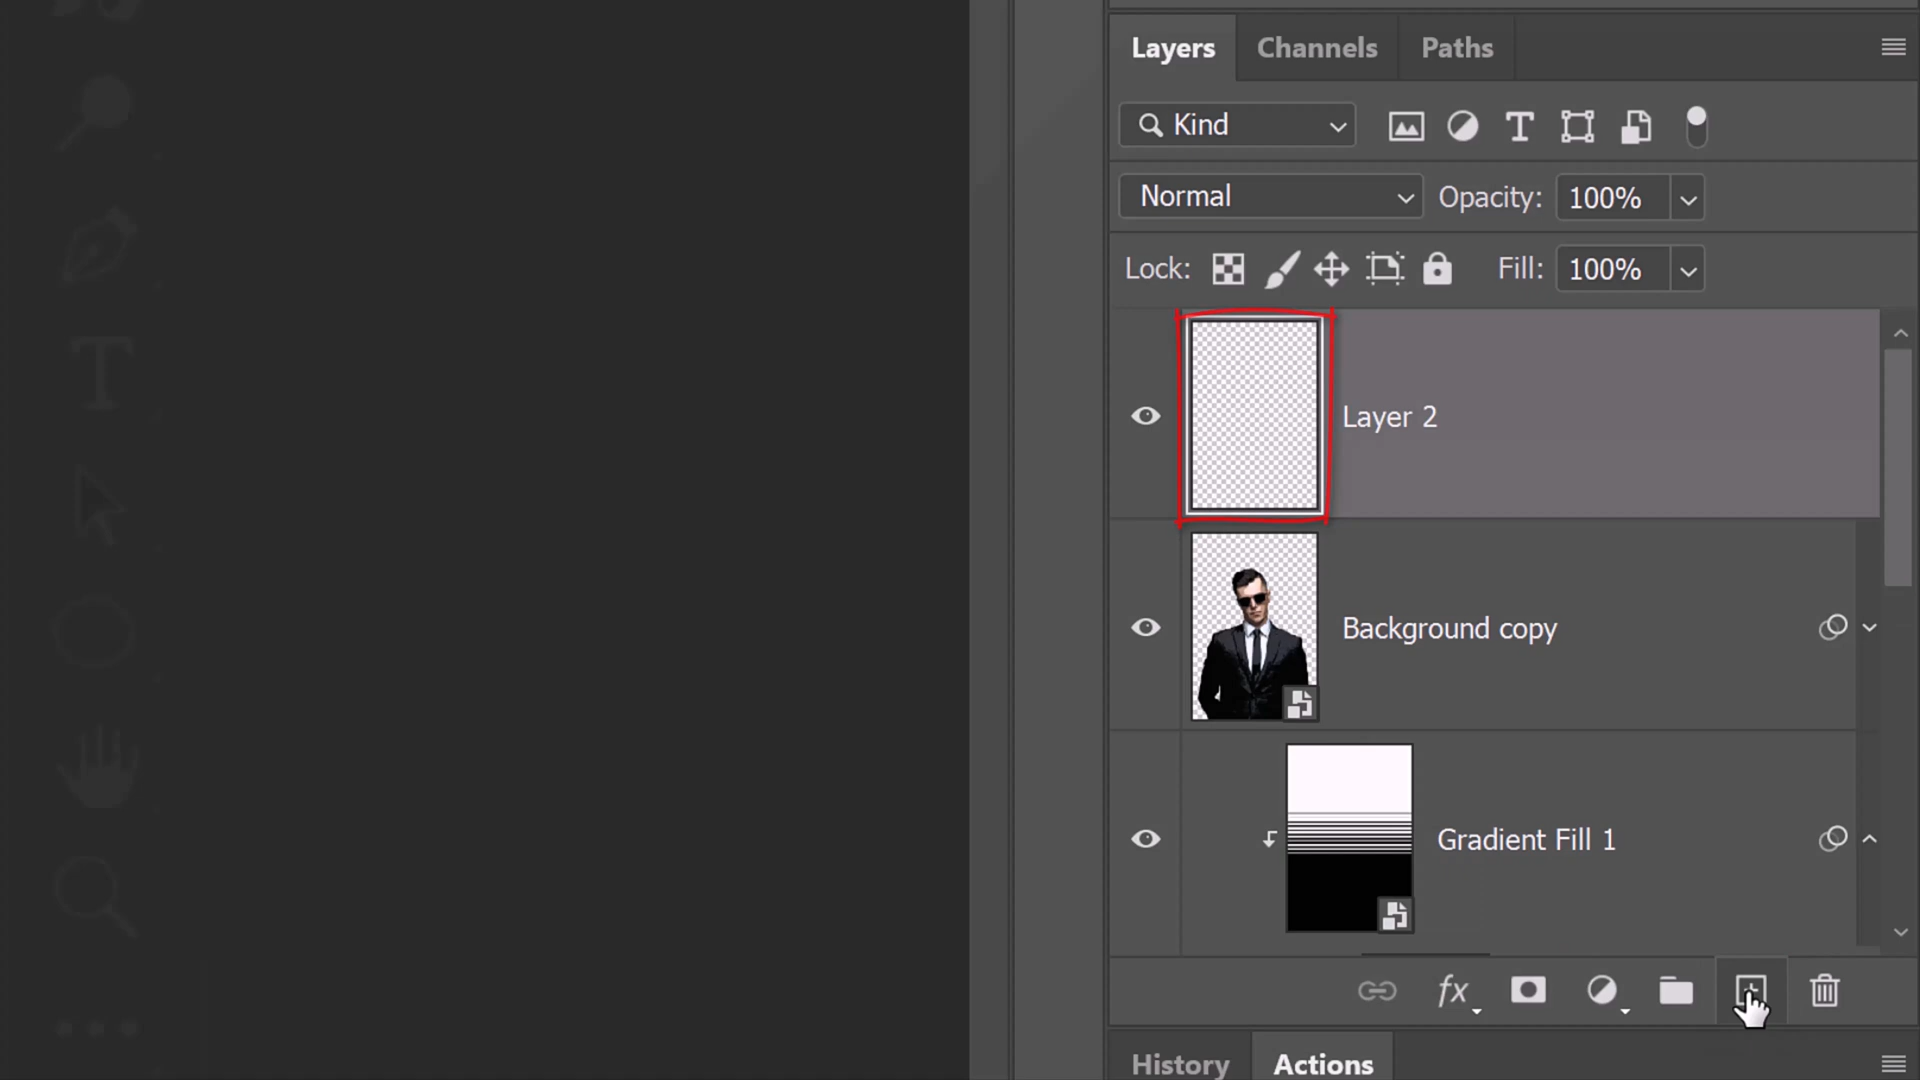 Layers Channels Paths
Kind
Normal Opacity: 100%
Lock: Fill: 100%
Layer 2
Background copy
Gradient Fill 1
fx
History Actions